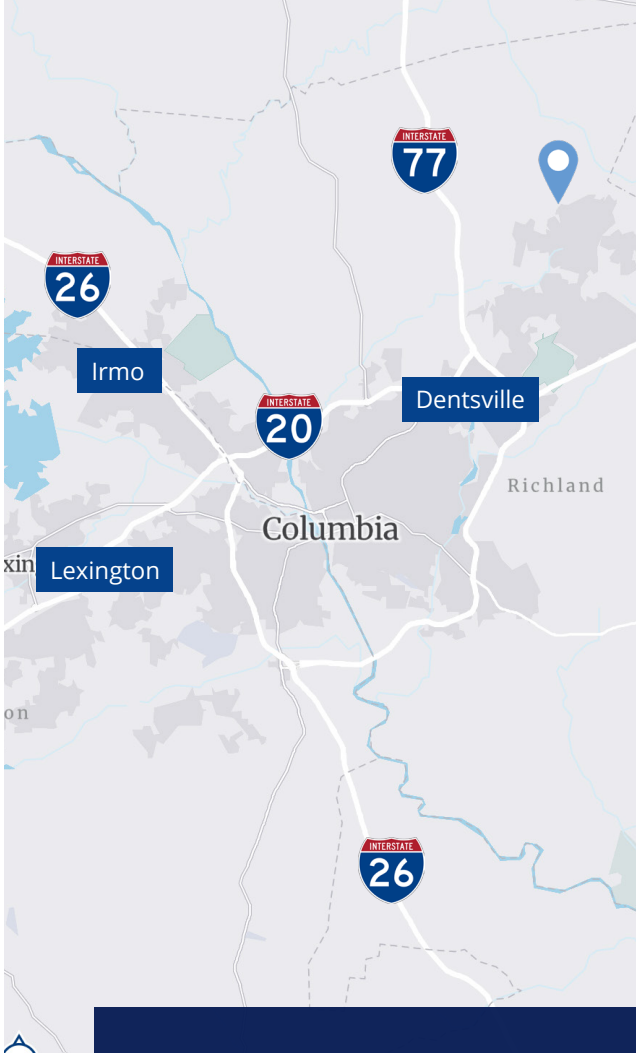 INTERSTATE
77
INTERSTATE
26
Irmo
Dentsville
INTERSTATE
20
Richland
Columbia
xin
Lexington
on
INTERSTATE
26